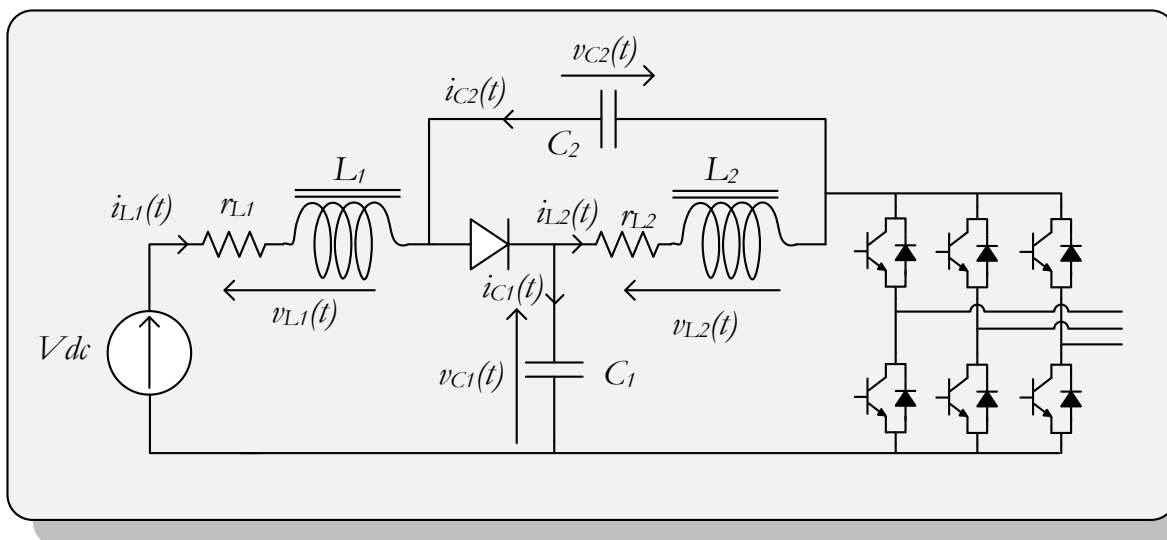 vC2(t)
iC2(t)
C2
L1
L2
iL1(t)
rL1
iL2(t)
rL2
iC1(t)
vL1(t)
vL2(t)
Vdc
vC1(t)
C1